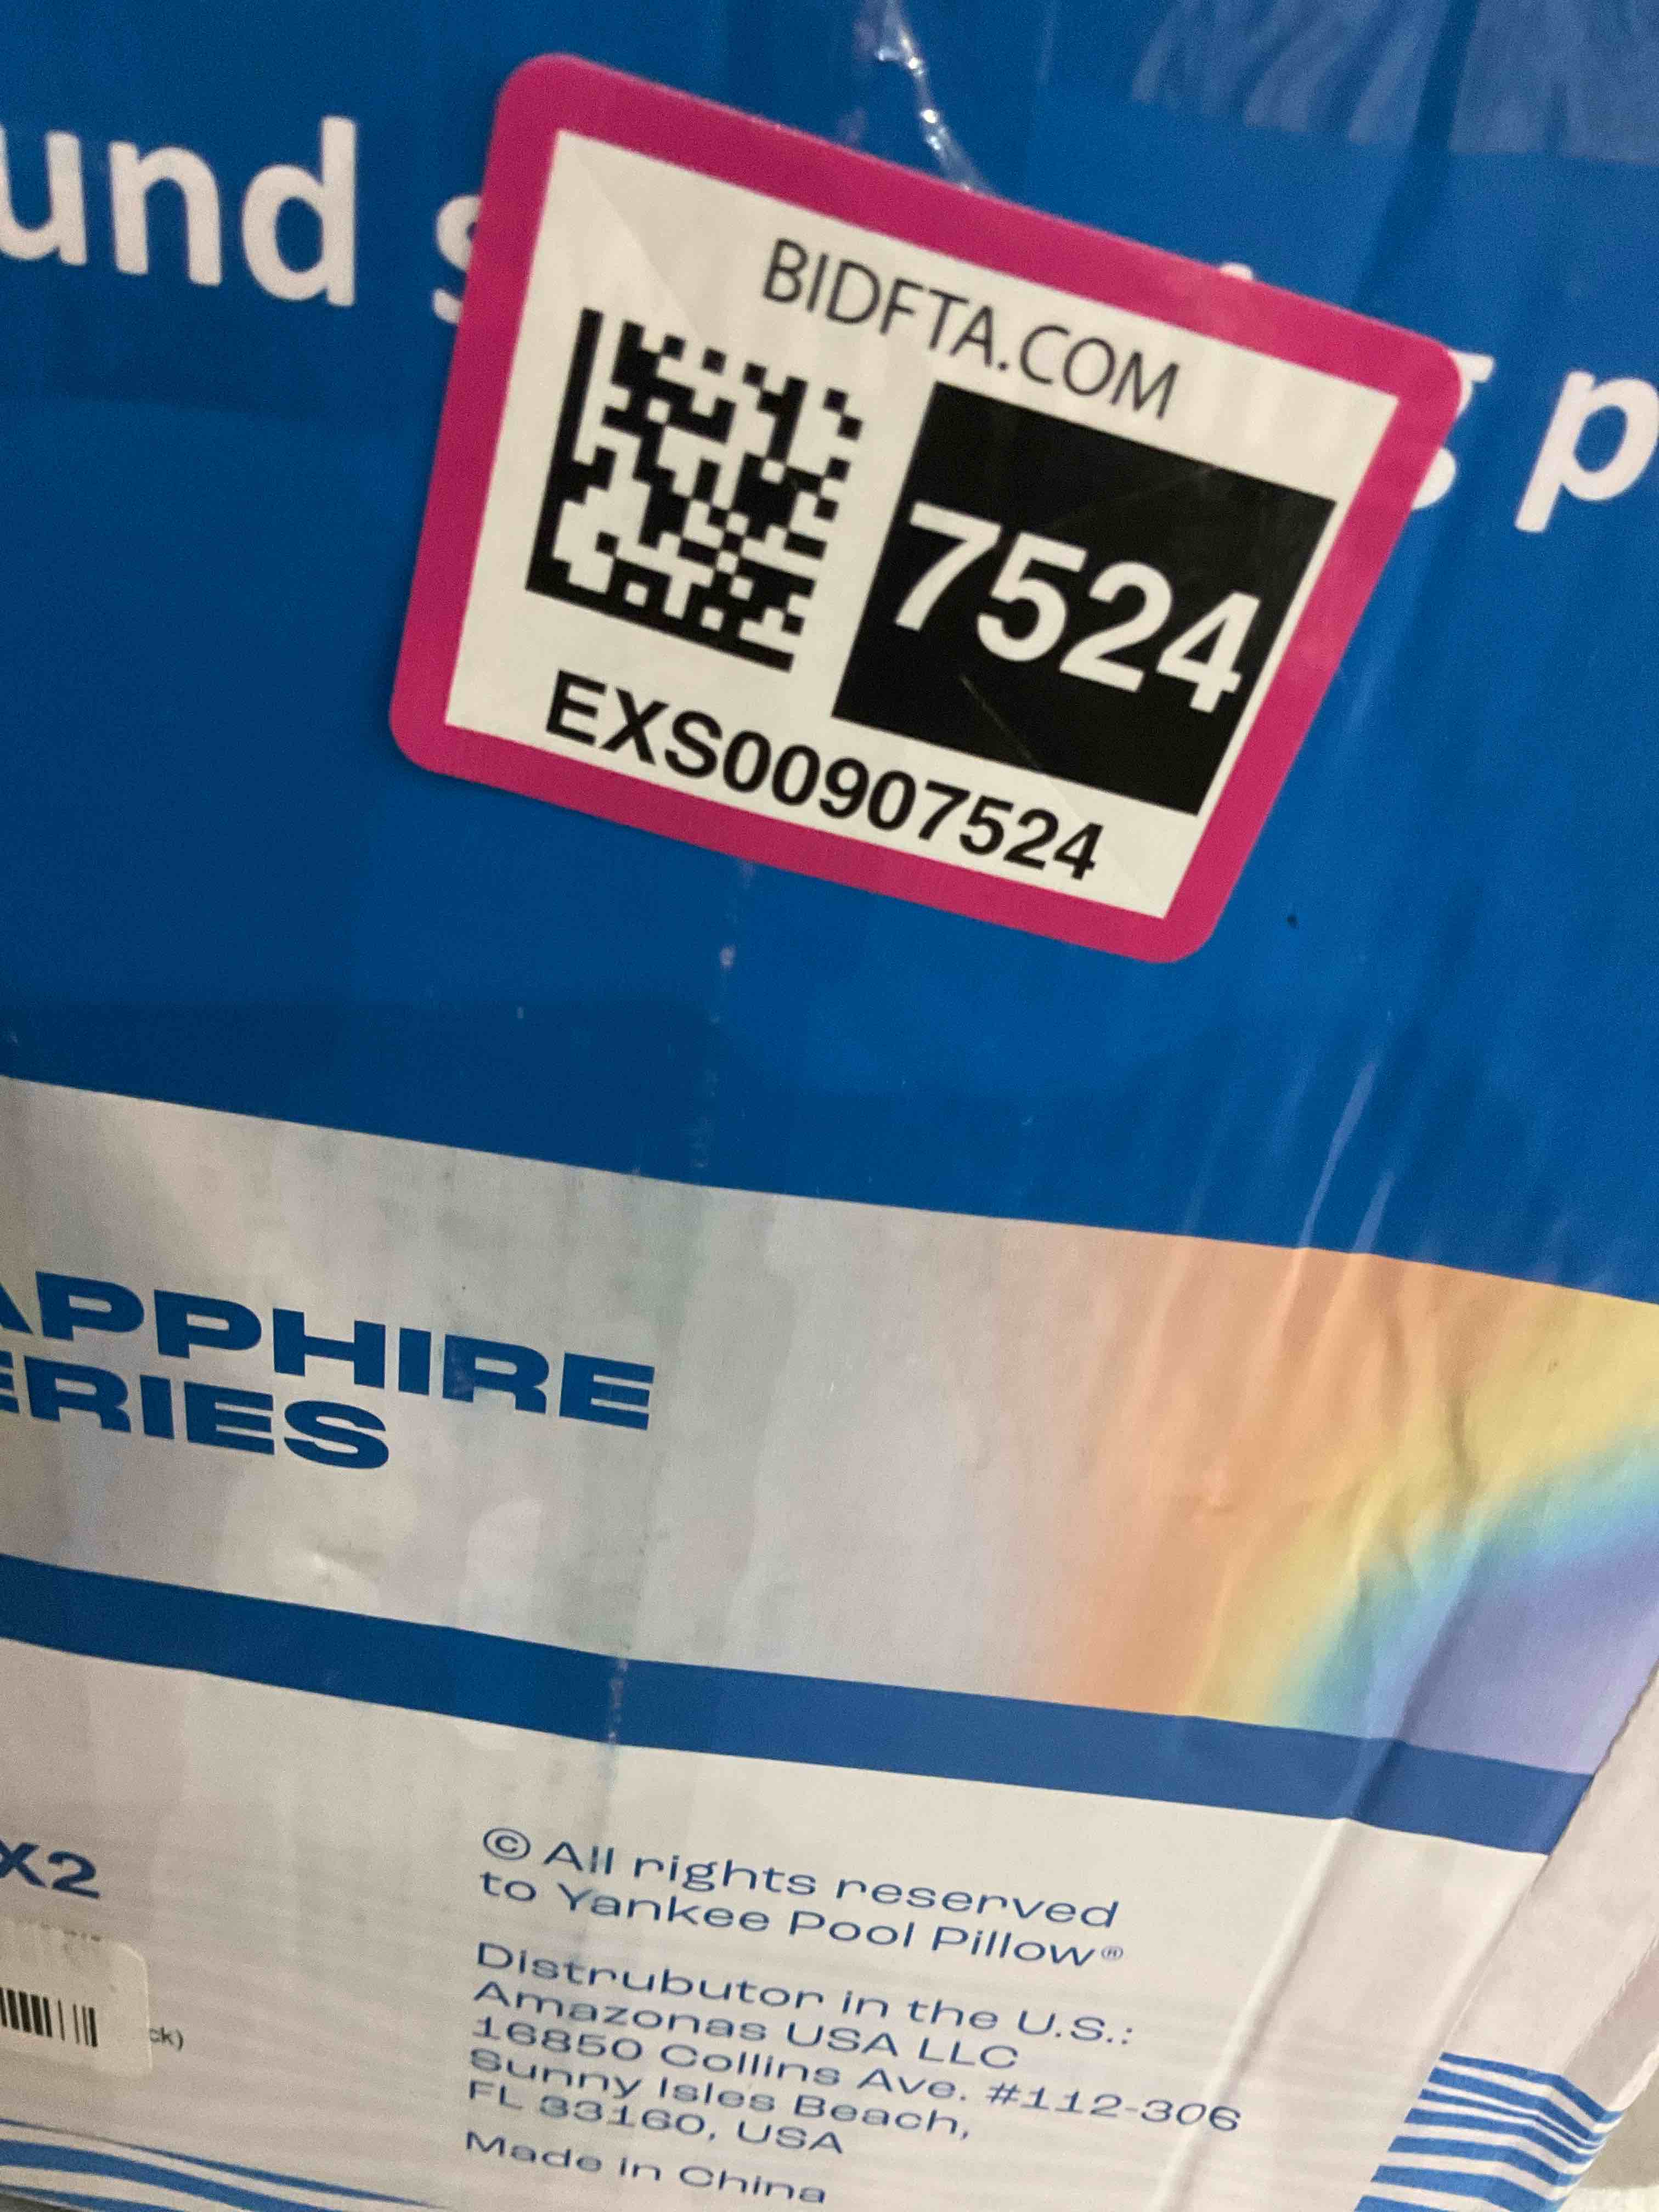 und
p
BIDFTA.COM
7524
EXS00907524
APPHIRE
ERIES
X2
ck)
© All rights reserved
to Yankee Pool Pillow®
Distrubutor in the U.S.:
Amazonas USA LLC
16850 Collins Ave. #112-306
Sunny Isles Beach,
FL 33160, USA
Made in China